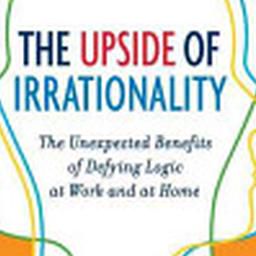 THE UPSIDE OF
IRRATIONALITY
The Unexpected Benefits
of Defying Logic
at Work and at Home